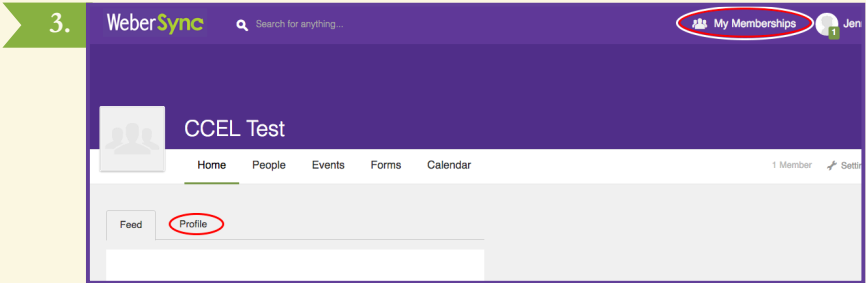 3.
WeberSync Search for anything... My Memberships 1 Jen
CCEL Test
Home People Events Forms Calendar 1 Member
Feed Profile